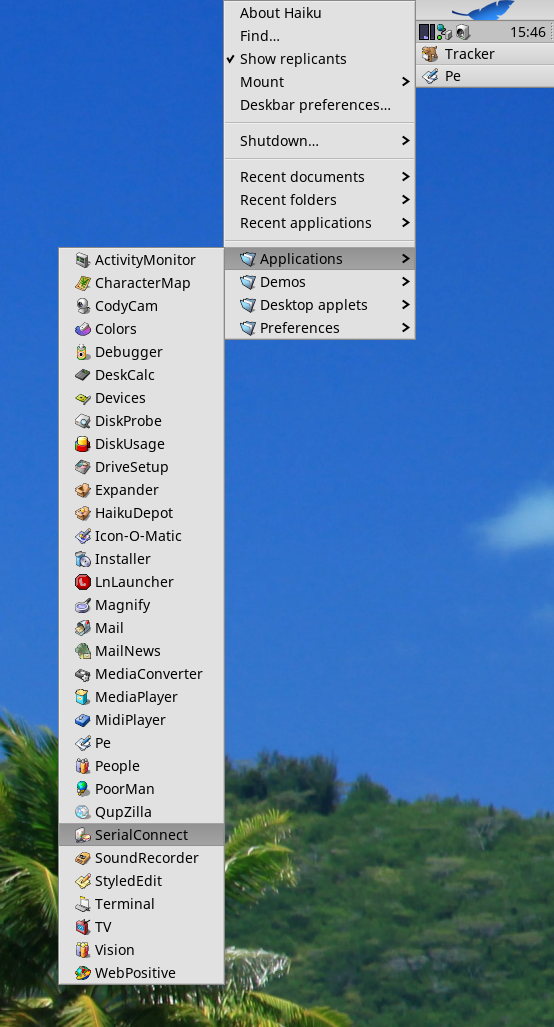 About Haiku
Find...
Show replicants
Mount
Deskbar preferences...
Shutdown...
Recent documents
Recent folders
Recent applications
Applications
Demos
Desktop applets
Preferences
15:46
Tracker
Pe
ActivityMonitor
CharacterMap
CodyCam
Colors
Debugger
DeskCalc
Devices
DiskProbe
DiskUsage
DriveSetup
Expander
HaikuDepot
Icon-O-Matic
Installer
LnLauncher
Magnify
Mail
MailNews
MediaConverter
MediaPlayer
MidiPlayer
Pe
People
PoorMan
QupZilla
SerialConnect
SoundRecorder
StyledEdit
Terminal
TV
Vision
WebPositive